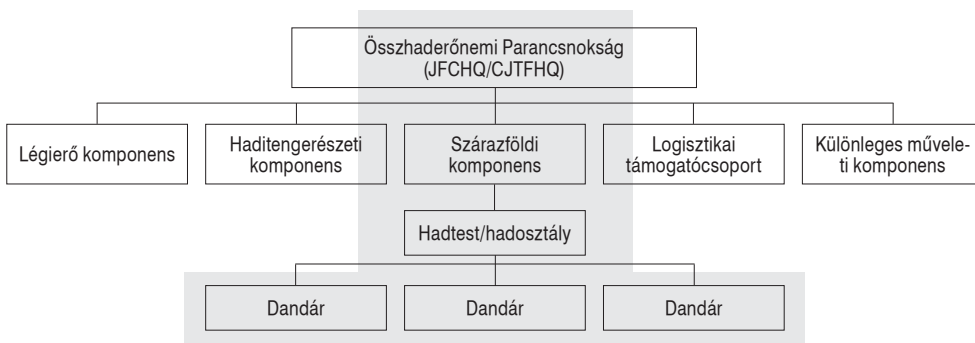 Összhaderőnemi Parancsnokság
(JFCHQ/CJTFHQ)
Légierő komponens
Haditengerészeti
komponens
Szárazföldi
komponens
Logisztikai
támogatócsoport
Különleges művele-
ti komponens
Hadtest/hadosztály
Dandár
Dandár
Dandár